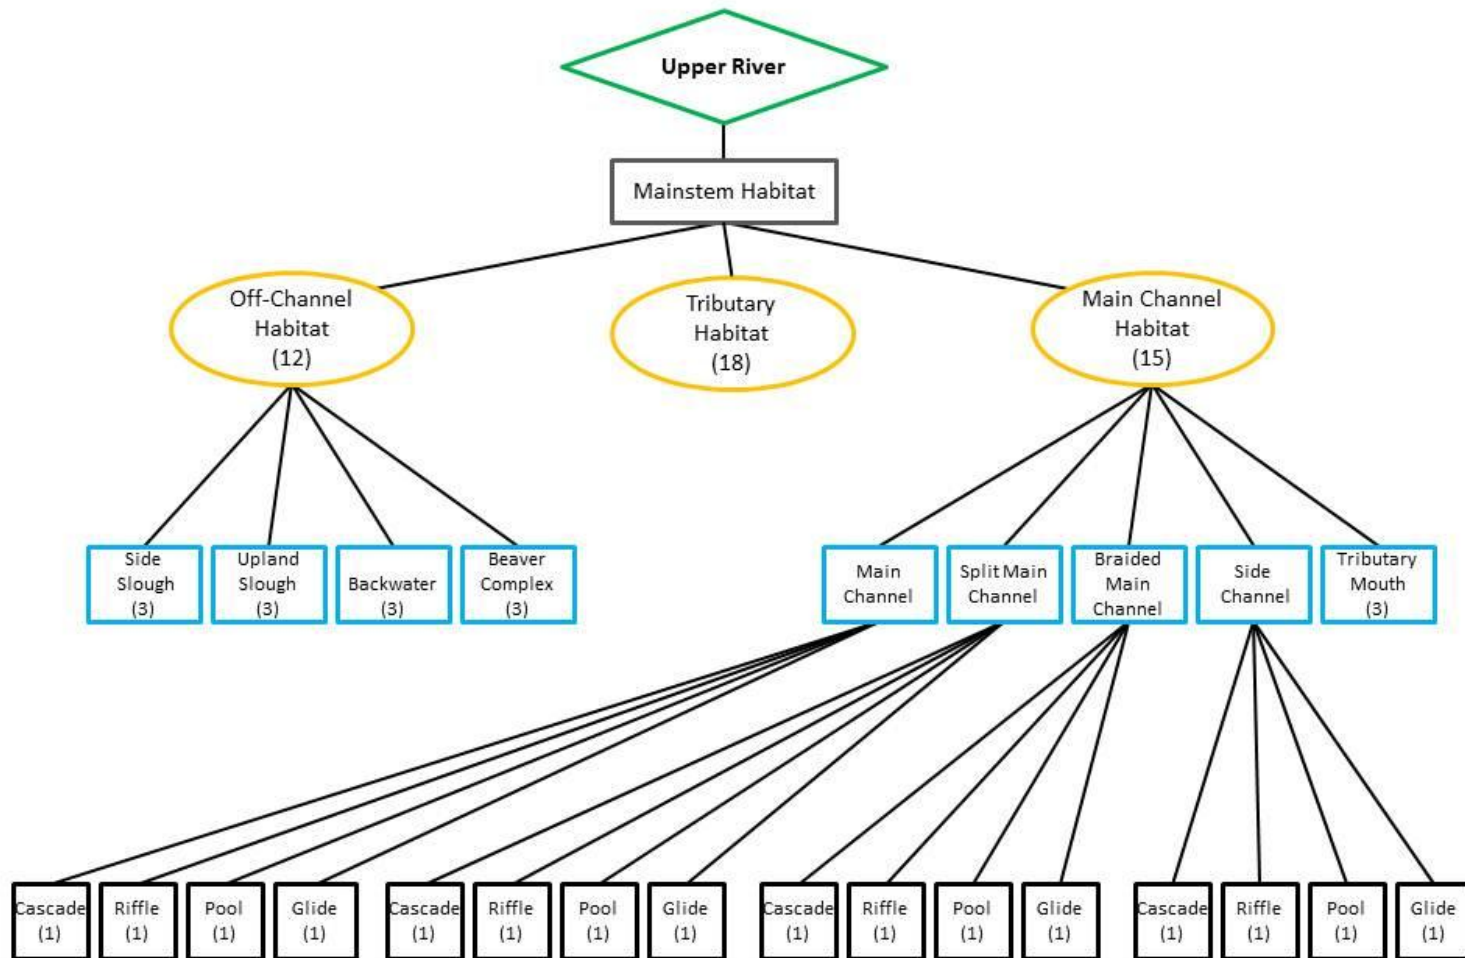 Upper River
Mainstem Habitat
Off-Channel
Habitat
(12)
Tributary
Habitat
(18)
Main Channel
Habitat
(15)
Side
Slough
(3)
Upland
Slough
(3)
Backwater
(3)
Beaver
Complex
(3)
Main
Channel
Split Main
Channel
Braided
Main
Channel
Side
Channel
Tributary
Mouth
(3)
Cascade
(1)
Riffle
(1)
Pool
(1)
Glide
(1)
Cascade
(1)
Riffle
(1)
Pool
(1)
Glide
(1)
Cascade
(1)
Riffle
(1)
Pool
(1)
Glide
(1)
Cascade
(1)
Riffle
(1)
Pool
(1)
Glide
(1)